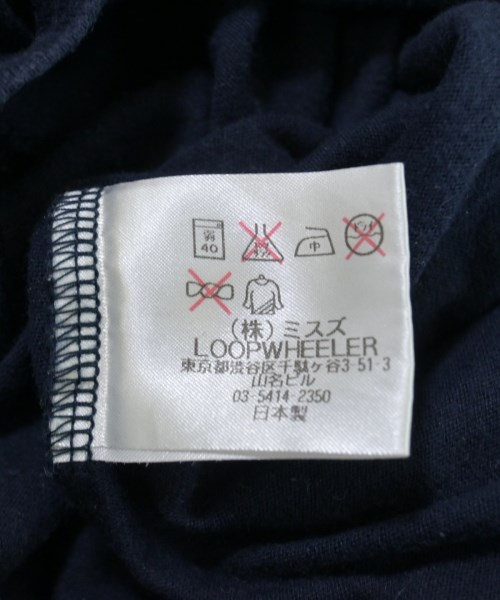 弱 40 中
(株) ミスズ
LOOPWHEELER
東京都渋谷区千駄ヶ谷3-51-3
山名ビル
03-5414-2350
日本製